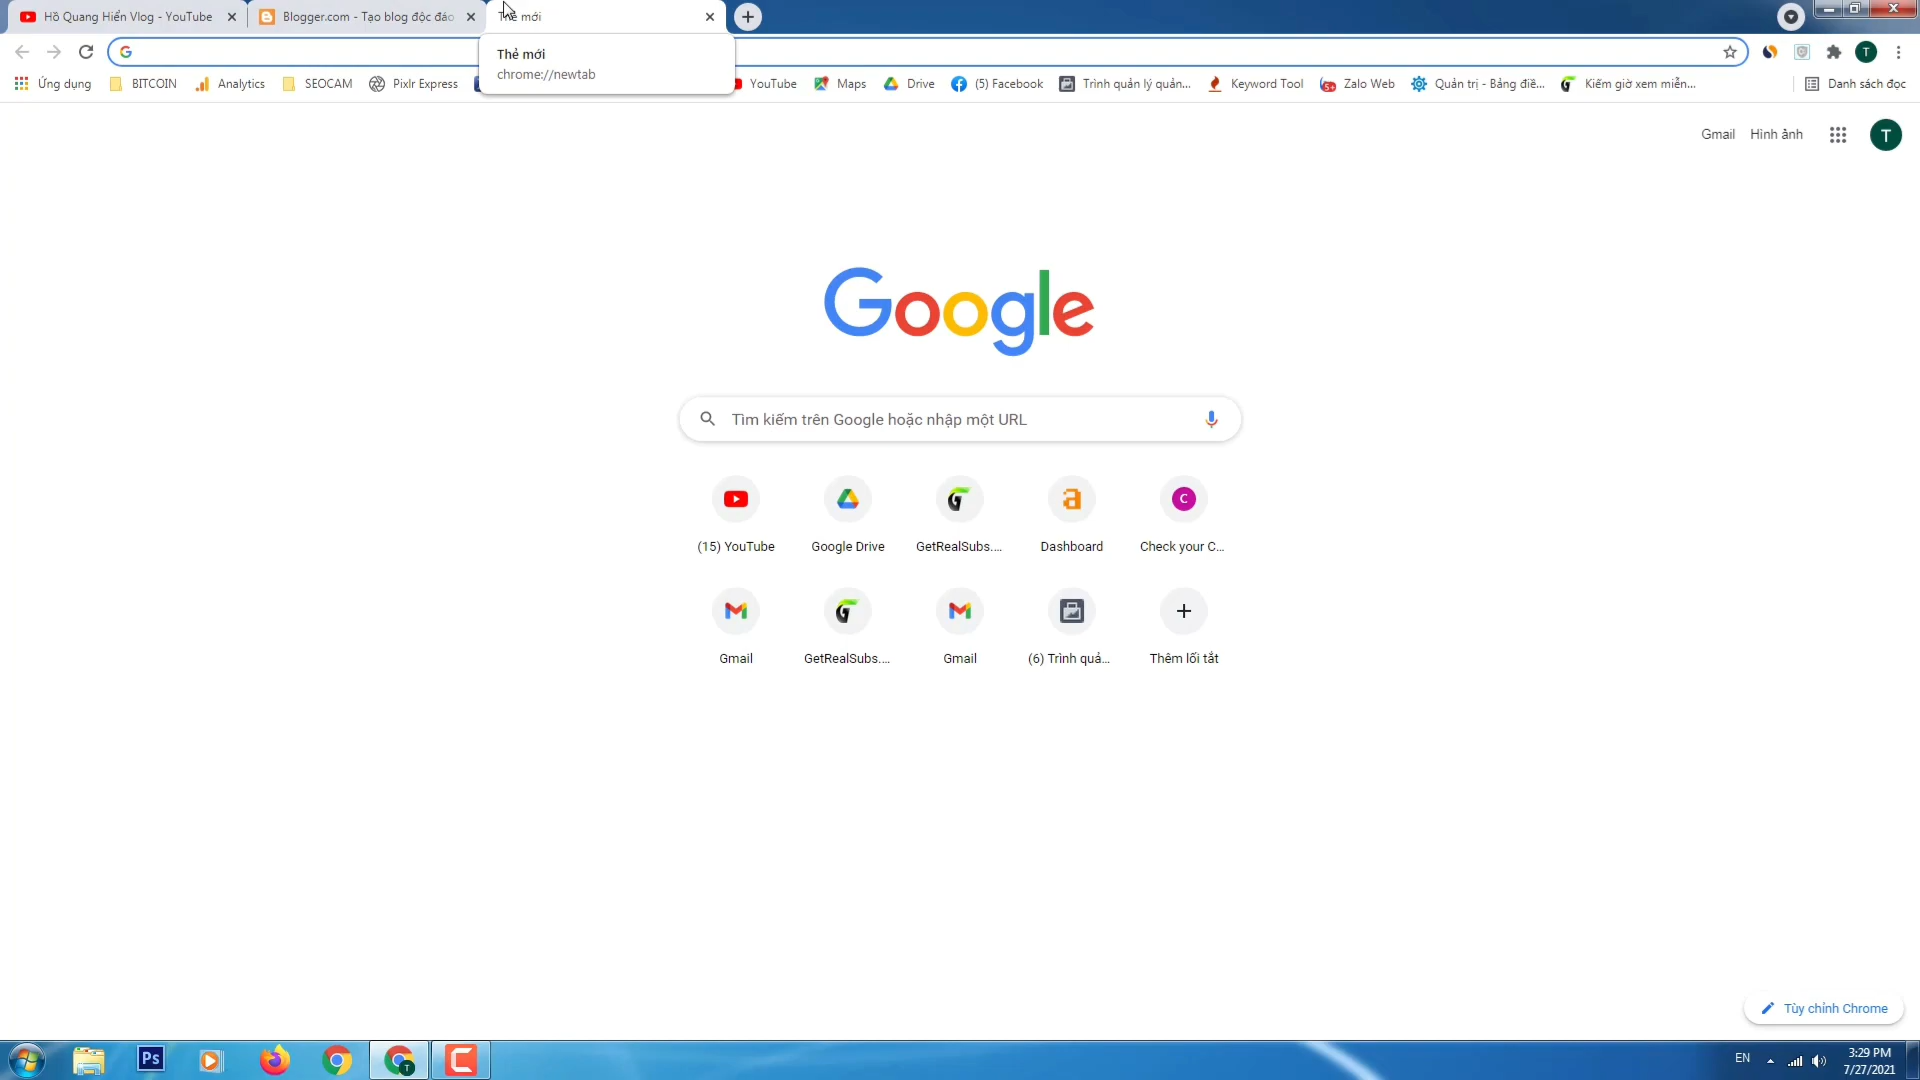 Hồ Quang Hiển Vlog - YouTube
Blogger.com - Tạo blog độc đáo
Thẻ mới
Thẻ mới
chrome://newtab
Ứng dụng
BITCOIN
Analytics
SEOCAM
Pixlr Express
YouTube
Maps
Drive
(5) Facebook
Trình quản lý quản...
Keyword Tool
5+
Zalo Web
Quản trị - Bảng điề...
Kiếm giờ xem miễn...
Danh sách đọc
T
Gmail
Hình ảnh
T
Google
Tìm kiếm trên Google hoặc nhập một URL
C
(15) YouTube
Google Drive
GetRealSubs....
Dashboard
Check your C...
Gmail
GetRealSubs....
Gmail
(6) Trình quả...
Thêm lối tắt
Tùy chỉnh Chrome
Ps
T
EN
3:29 PM
7/27/2021